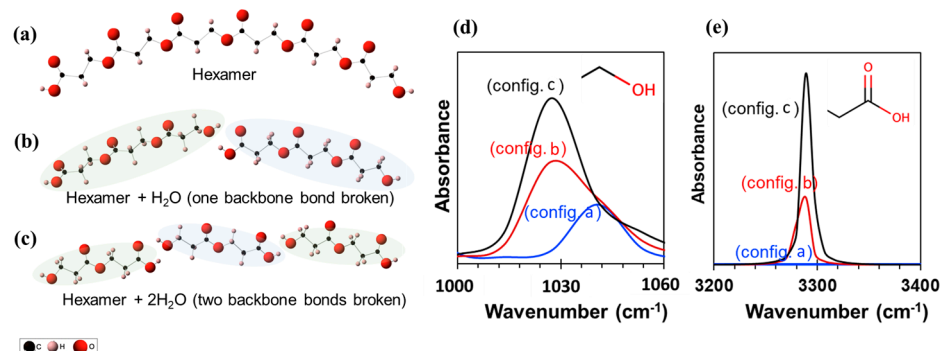 (a)
Hexamer
(b)
Hexamer + H₂O (one backbone bond broken)
(c)
Hexamer + 2H₂O (two backbone bonds broken)
C H O
(d)
Absorbance
(config. c)
(config. b)
(config. a)
OH
1000 1030 1060
Wavenumber (cm⁻¹)
(e)
Absorbance
(config. c)
(config. b)
(config. a)
O
OH
3200 3300 3400
Wavenumber (cm⁻¹)